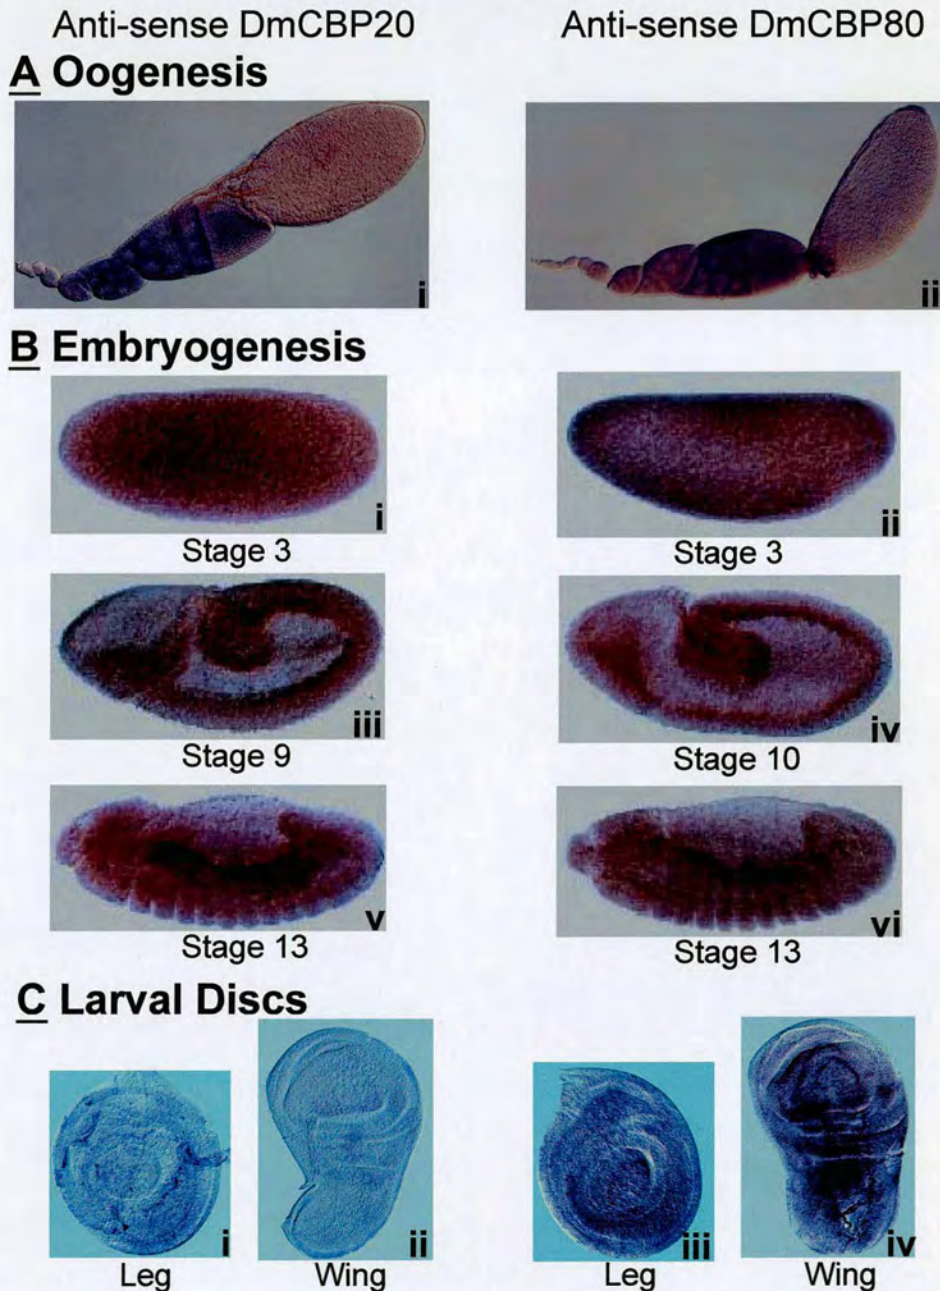 Anti-sense DmCBP20 Anti-sense DmCBP80
A Oogenesis
i ii
B Embryogenesis
i ii
Stage 3 Stage 3
iii iv
Stage 9 Stage 10
v vi
Stage 13 Stage 13
C Larval Discs
i ii iii iv
Leg Wing Leg Wing